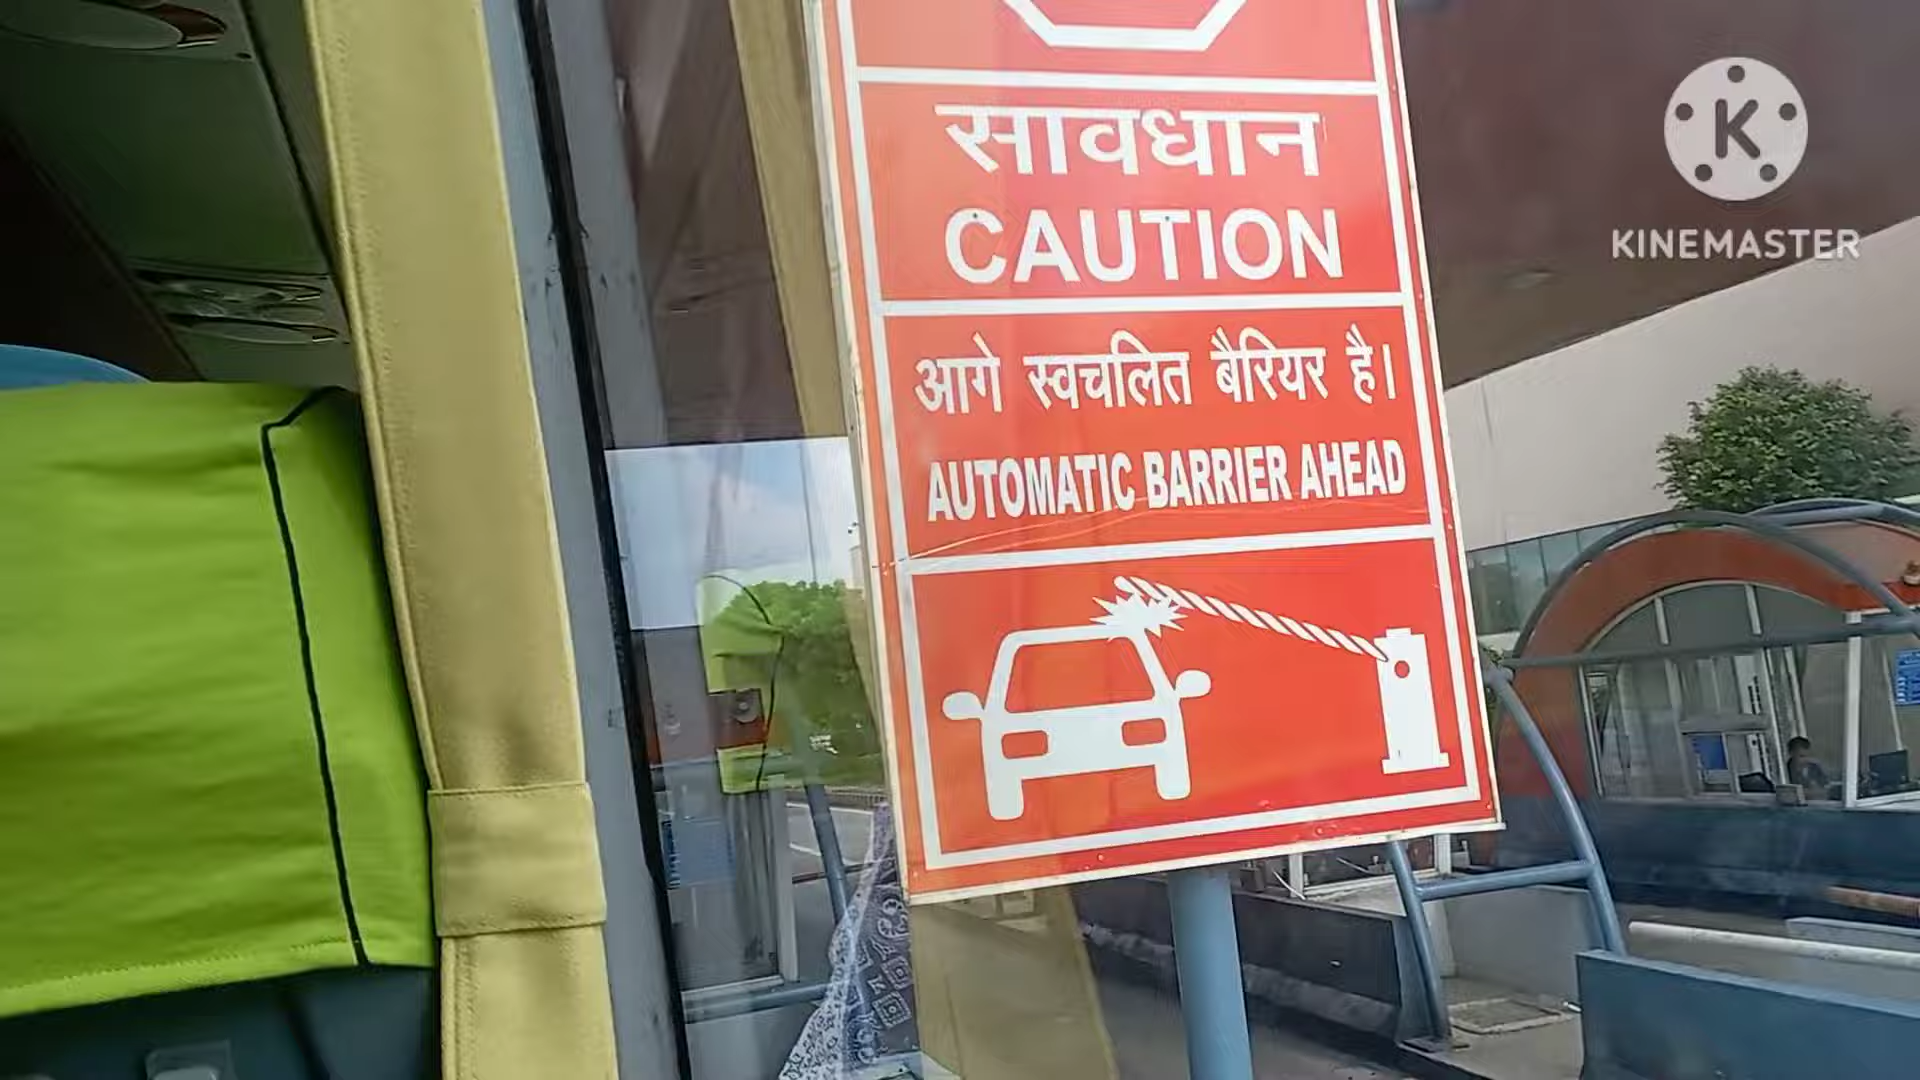 सावधान
CAUTION
आगे स्वचलित बैरियर है।
AUTOMATIC BARRIER AHEAD
K
KINEMASTER